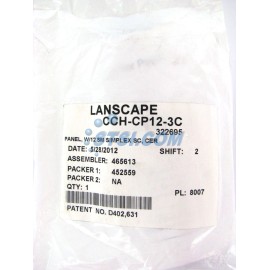 LANSCAPE
CCH-CP12-3C
322695
PANEL, W/12 SM SIMPLEX SC, CER
DATE: 5/28/2012 SHIFT: 2
ASSEMBLER: 465613
PACKER 1: 452559
PACKER 2: NA
QTY: 1 PL: 8007
PATENT NO. D402,631